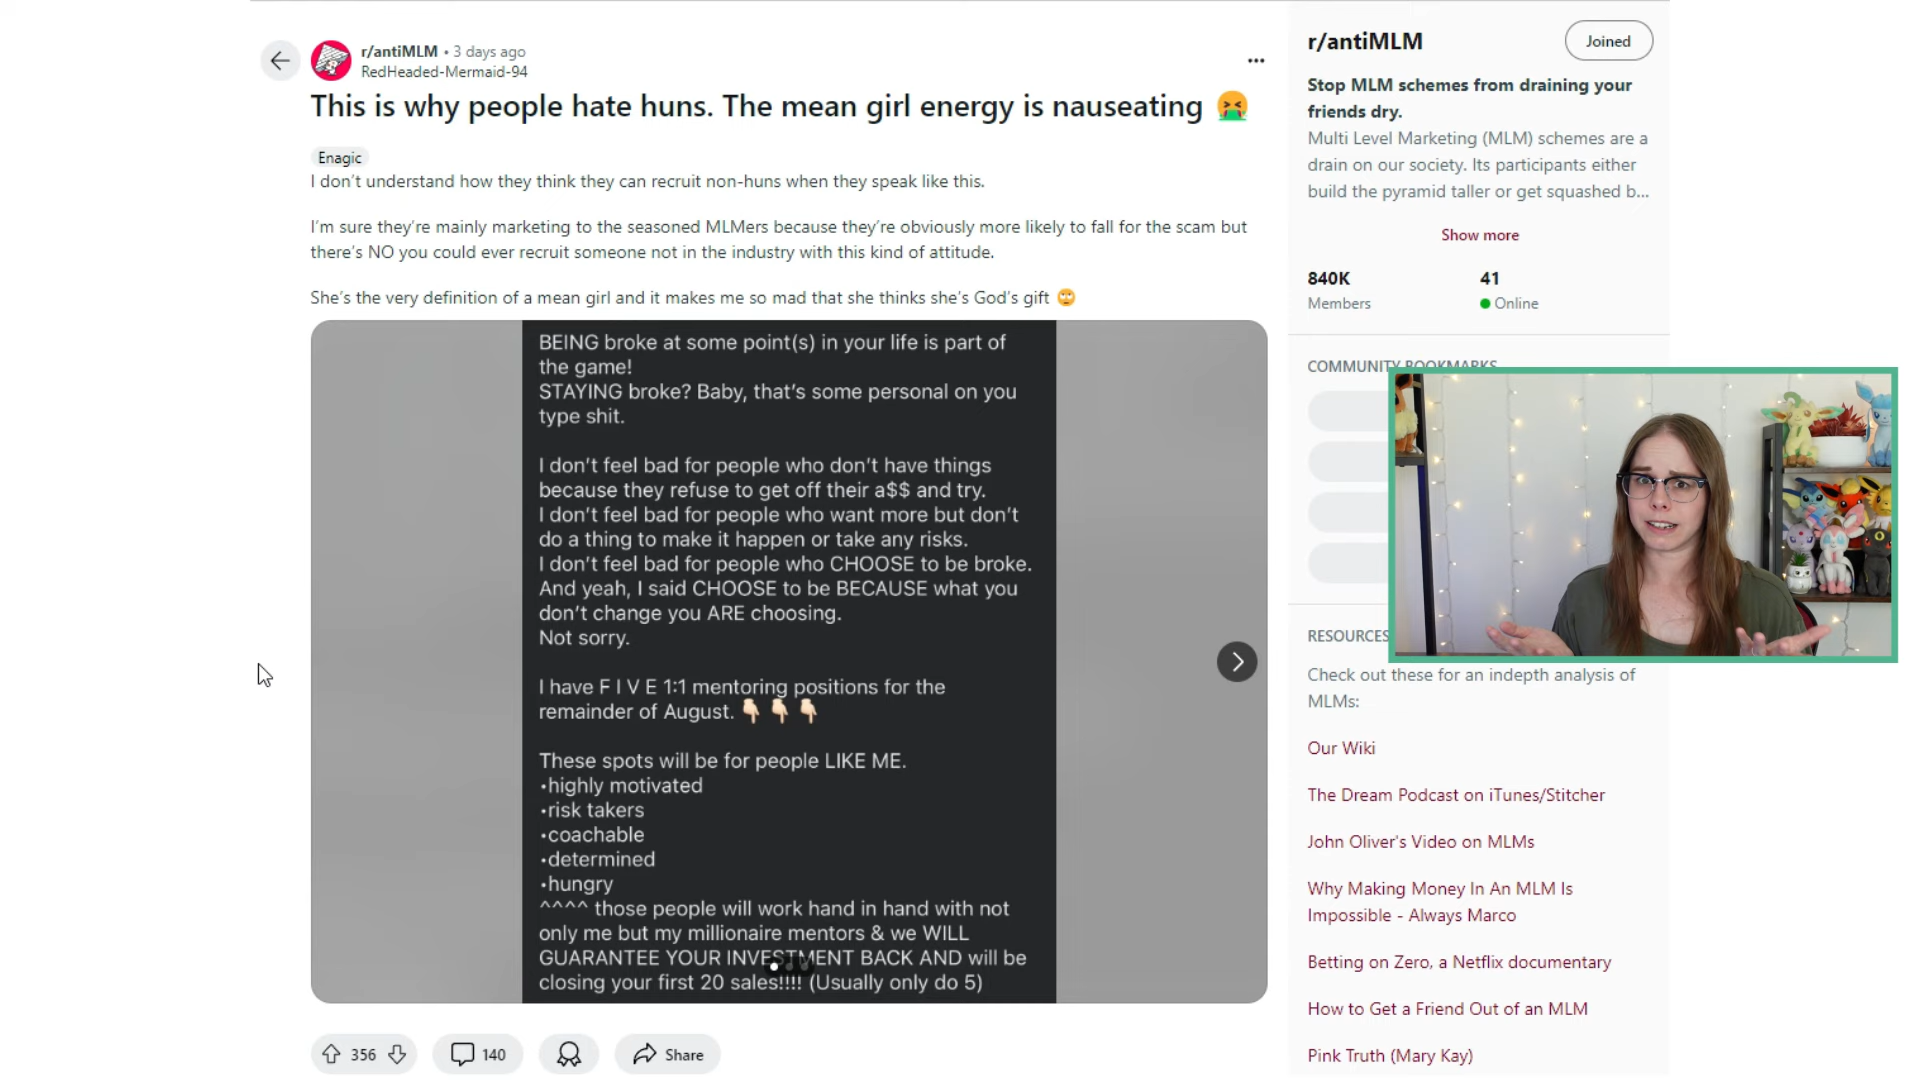 r/antiMLM • 3 days ago
RedHeaded-Mermaid-94
This is why people hate huns. The mean girl energy is nauseating 🤮
Enagic
I don't understand how they think they can recruit non-huns when they speak like this.
I'm sure they're mainly marketing to the seasoned MLMers because they're obviously more likely to fall for the scam but
there's NO you could ever recruit someone not in the industry with this kind of attitude.
She's the very definition of a mean girl and it makes me so mad that she thinks she's God's gift 🙄
BEING broke at some point(s) in your life is part of
the game!
STAYING broke? Baby, that's some personal on you
type shit.
I don't feel bad for people who don't have things
because they refuse to get off their a$$ and try.
I don't feel bad for people who want more but don't
do a thing to make it happen or take any risks.
I don't feel bad for people who CHOOSE to be broke.
And yeah, I said CHOOSE to be BECAUSE what you
don't change you ARE choosing.
Not sorry.
I have F I V E 1:1 mentoring positions for the
remainder of August. 👇🏻👇🏻👇🏻
These spots will be for people LIKE ME.
•highly motivated
•risk takers
•coachable
•determined
•hungry
^^^^ those people will work hand in hand with not
only me but my millionaire mentors & we WILL
GUARANTEE YOUR INVESTMENT BACK AND will be
closing your first 20 sales!!!! (Usually only do 5)
356
140
Share
r/antiMLM
Joined
Stop MLM schemes from draining your
friends dry.
Multi Level Marketing (MLM) schemes are a
drain on our society. Its participants either
build the pyramid taller or get squashed b...
Show more
840K
41
Members
Online
COMMUNITY BOOKMARKS
RESOURCES
Check out these for an indepth analysis of
MLMs:
Our Wiki
The Dream Podcast on iTunes/Stitcher
John Oliver's Video on MLMs
Why Making Money In An MLM Is
Impossible - Always Marco
Betting on Zero, a Netflix documentary
How to Get a Friend Out of an MLM
Pink Truth (Mary Kay)